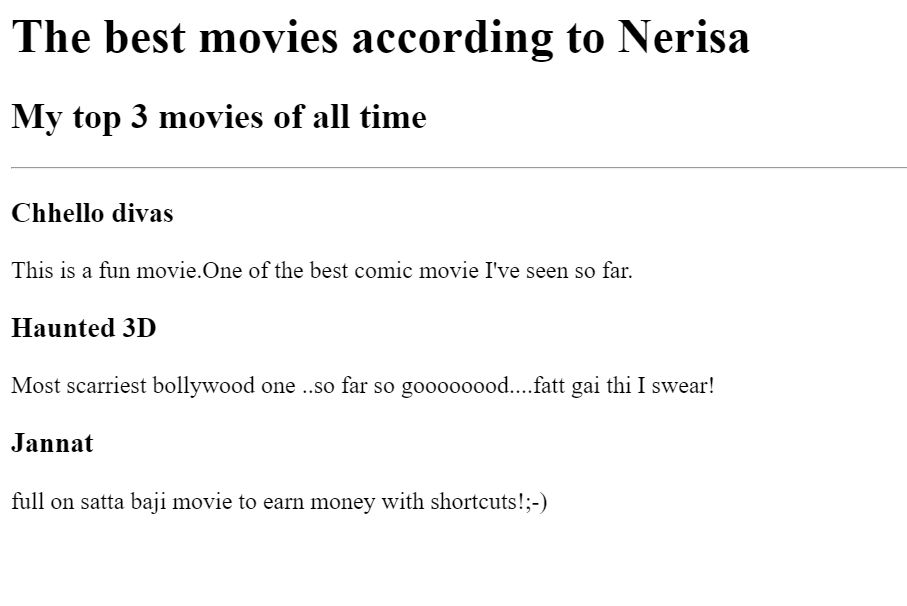 The best movies according to Nerisa
My top 3 movies of all time
Chhello divas
This is a fun movie.One of the best comic movie I've seen so far.
Haunted 3D
Most scarriest bollywood one ..so far so goooooood....fatt gai thi I swear!
Jannat
full on satta baji movie to earn money with shortcuts!;-)